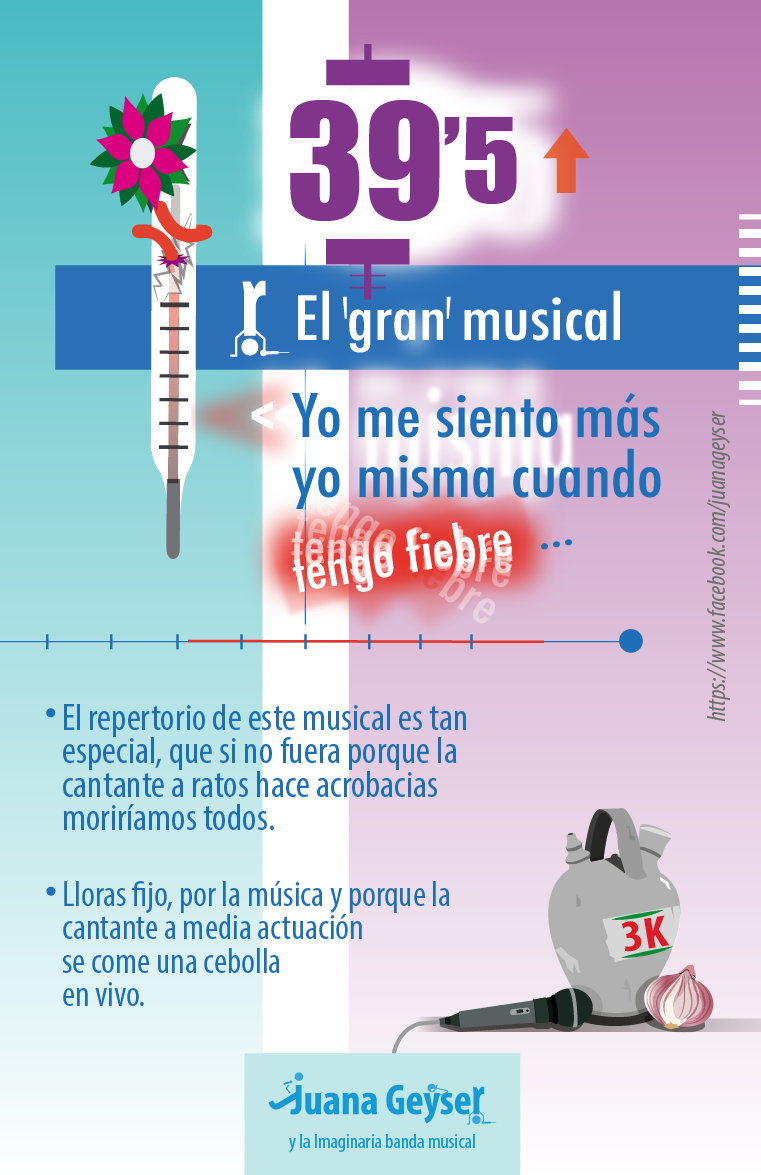 39'5
El 'gran' musical
«Yo me siento más
yo misma cuando
tengo fiebre ...
https://www.facebook.com/juanageyser
• El repertorio de este musical es tan
especial, que si no fuera porque la
cantante a ratos hace acrobacias
moriríamos todos.
• Lloras fijo, por la música y porque la
cantante a media actuación
se come una cebolla
en vivo.
3K
Juana Geyser
y la Imaginaria banda musical